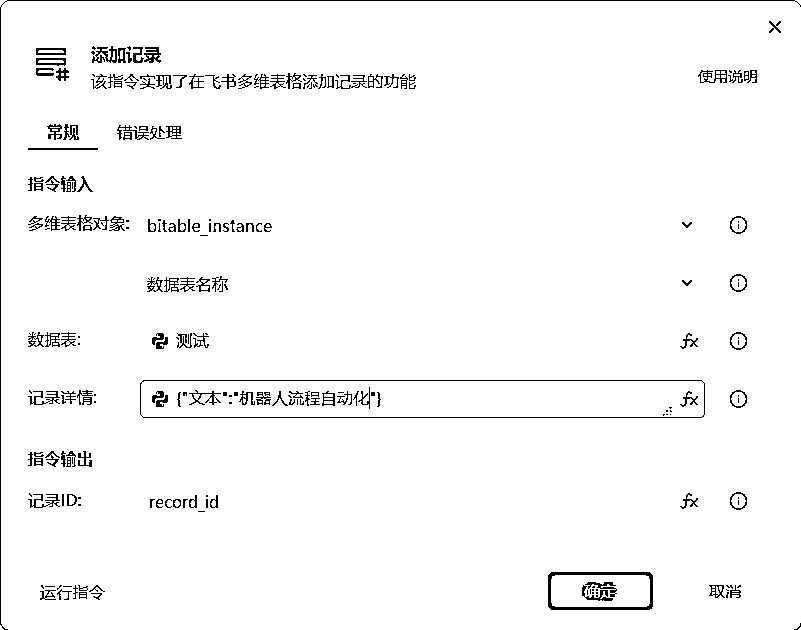 添加记录
该指令实现了在飞书多维表格添加记录的功能
使用说明
常规 错误处理
指令输入
多维表格对象: bitable_instance
数据表名称
数据表: 测试 fx
记录详情: {"文本":"机器人流程自动化"} fx
指令输出
记录ID: record_id fx
运行指令 确定 取消